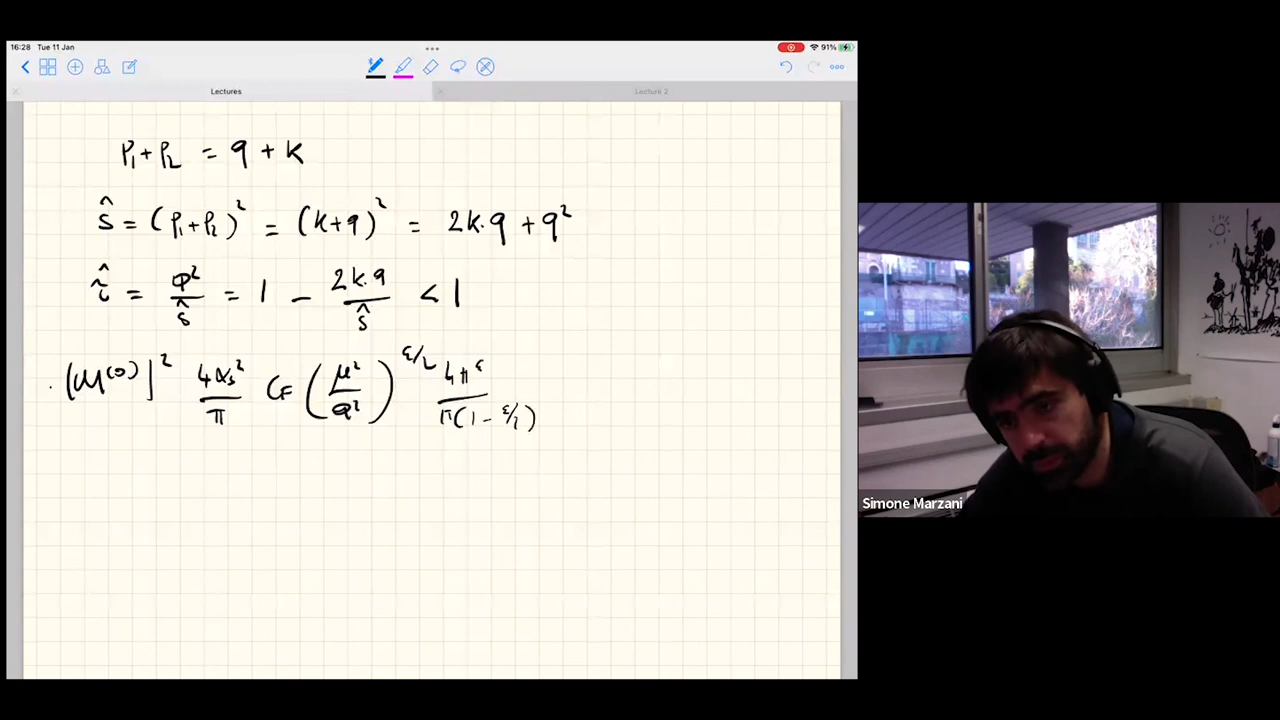 16:28 Tue 11 Jan
91%
Lectures
Lecture 2
p₁+p₂ = q + k
ŝ = (p₁+p₂)² = (k+q)² = 2k·q + q²
τ̂ = Q²/ŝ = 1 − 2k·q/ŝ < 1
|M⁽⁰⁾|² 4αs²/π CF (μ²/Q²)^ε/2 4π^ε/π(1−ε/2)
Simone Marzani